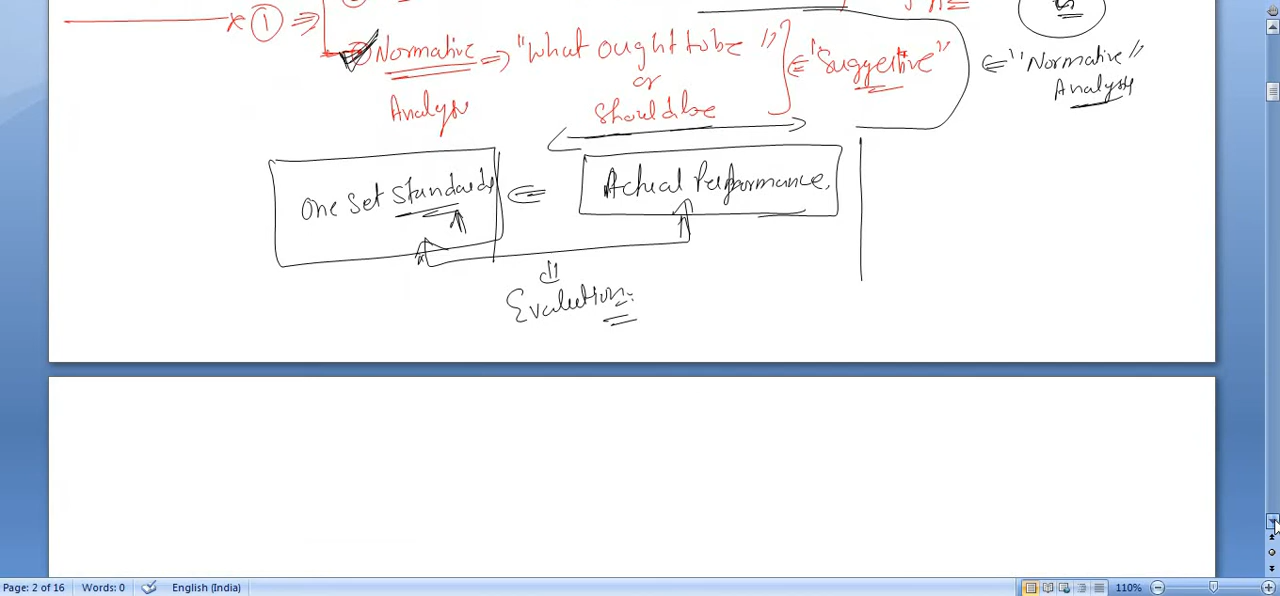 ① ⇒
Normative ⇒ "What ought to be "
or
Should be
Analysis
⇐ "Suggestive"
⇐ "Normative"
Analysis
One Set Standards ⇐ Actual Performance.
Evalution.
Page: 2 of 16 Words: 0 English (India) 110%